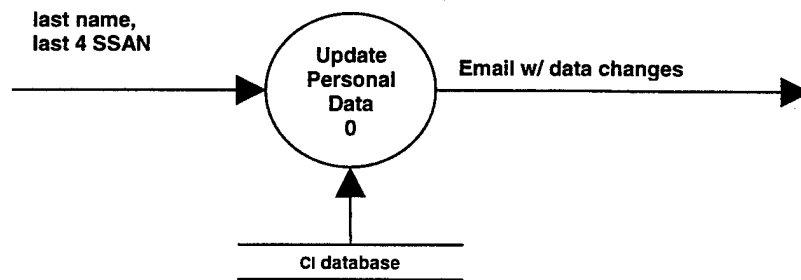 last name,
last 4 SSAN
Update
Personal
Data
0
Email w/ data changes
CI database